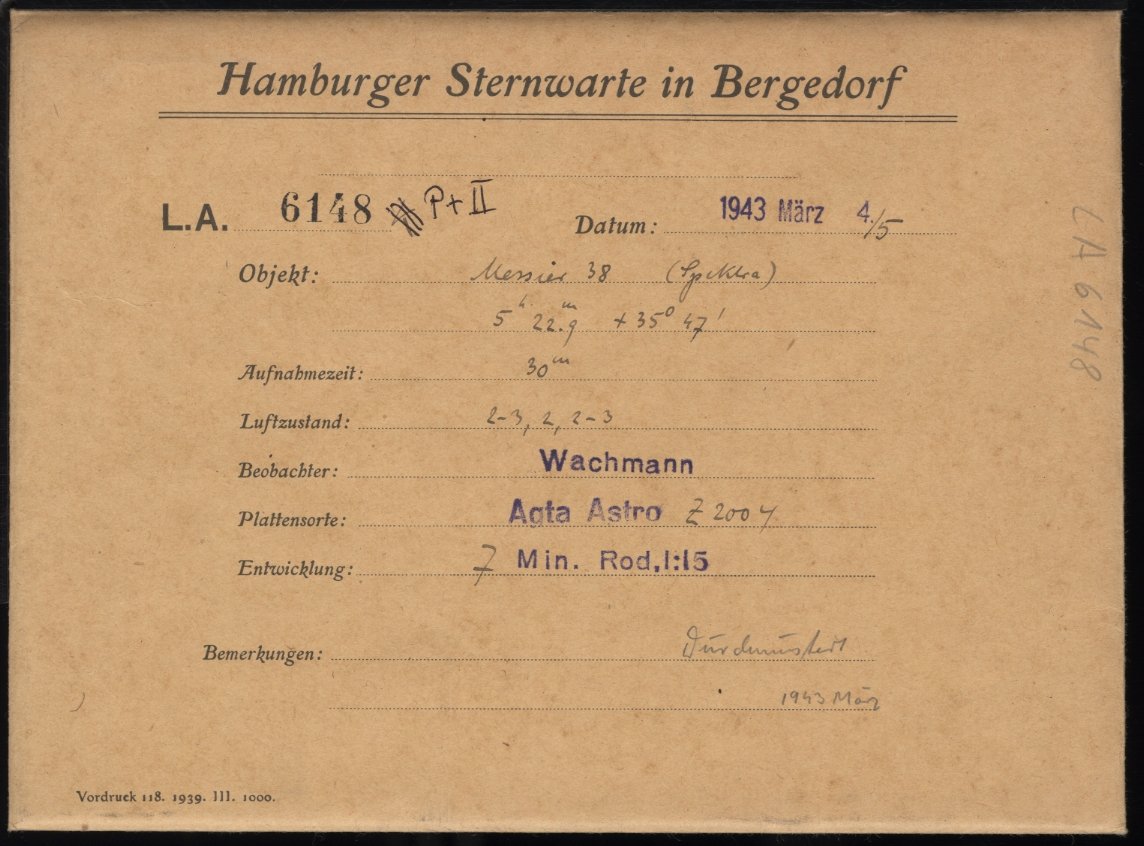 Hamburger Sternwarte in Bergedorf
L.A. 6148 P+II Datum: 1943 März 4./5
Objekt: Messier 38 (Spektra)
5h 22.m9 +35° 47'
Aufnahmezeit: 30m
Luftzustand: 2-3, 2, 2-3
Beobachter: Wachmann
Plattensorte: Agfa Astro Z 2004
Entwicklung: 7 Min. Rod.1:15
Bemerkungen: Durchmustert
1943 März
Vordruck 118. 1939. III. 1000.
LA 6148